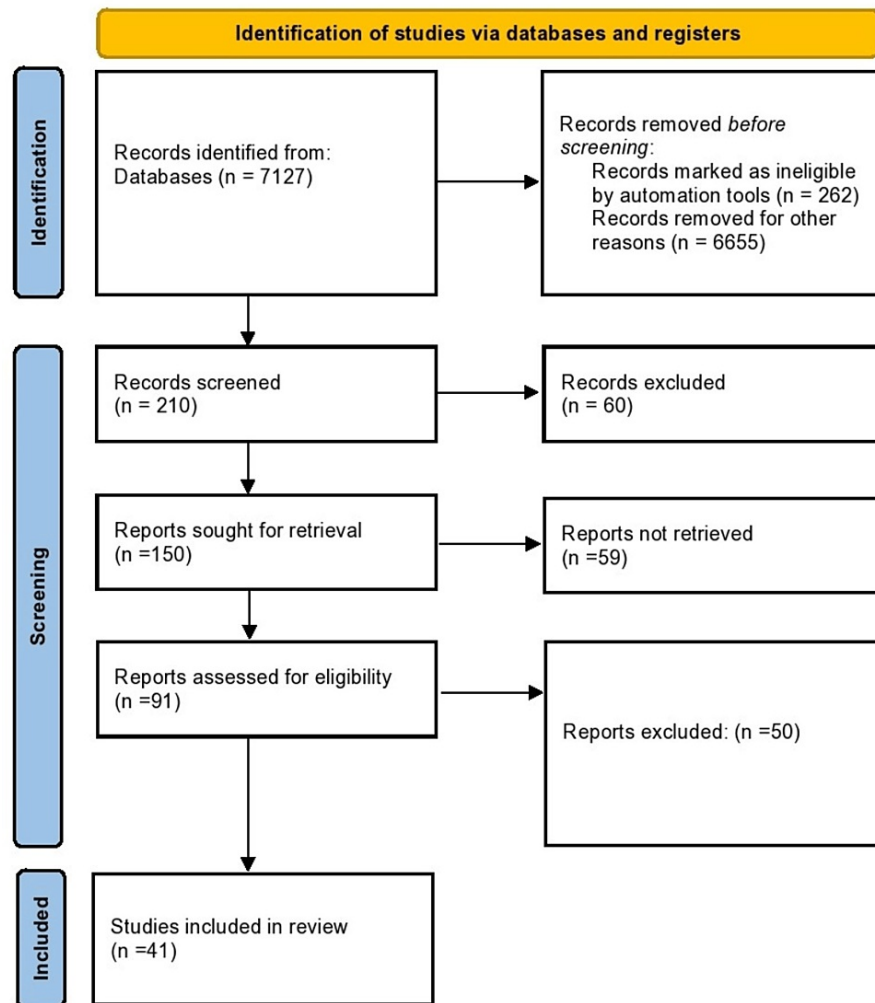 Identification of studies via databases and registers
Identification
Records identified from:
Databases (n = 7127)
Records removed before
screening:
Records marked as ineligible
by automation tools (n = 262)
Records removed for other
reasons (n = 6655)
Screening
Records screened
(n = 210)
Records excluded
(n = 60)
Reports sought for retrieval
(n =150)
Reports not retrieved
(n =59)
Reports assessed for eligibility
(n =91)
Reports excluded: (n =50)
Included
Studies included in review
(n =41)